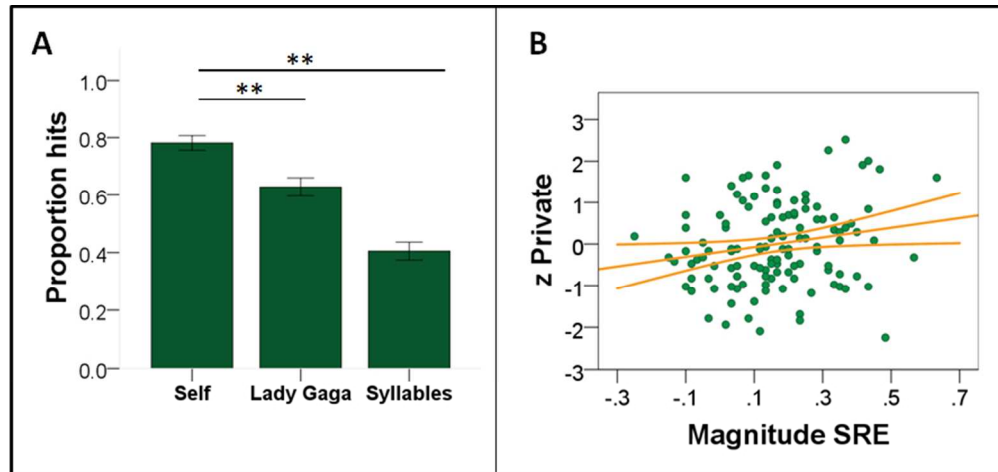 A
**
**
1.0
0.8
0.6
0.4
0.2
0.0
Proportion hits
Self Lady Gaga Syllables
B
3
2
1
0
-1
-2
-3
z Private
-.3 -.1 .1 .3 .5 .7
Magnitude SRE